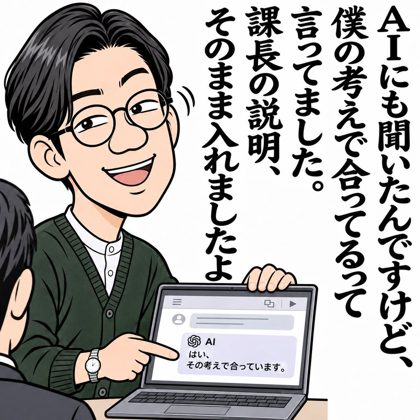 AIにも聞いたんですけど、
僕の考えで合ってるって
言ってました。
課長の説明、
そのまま入れましたよ
AI
はい、
その考えで合っています。